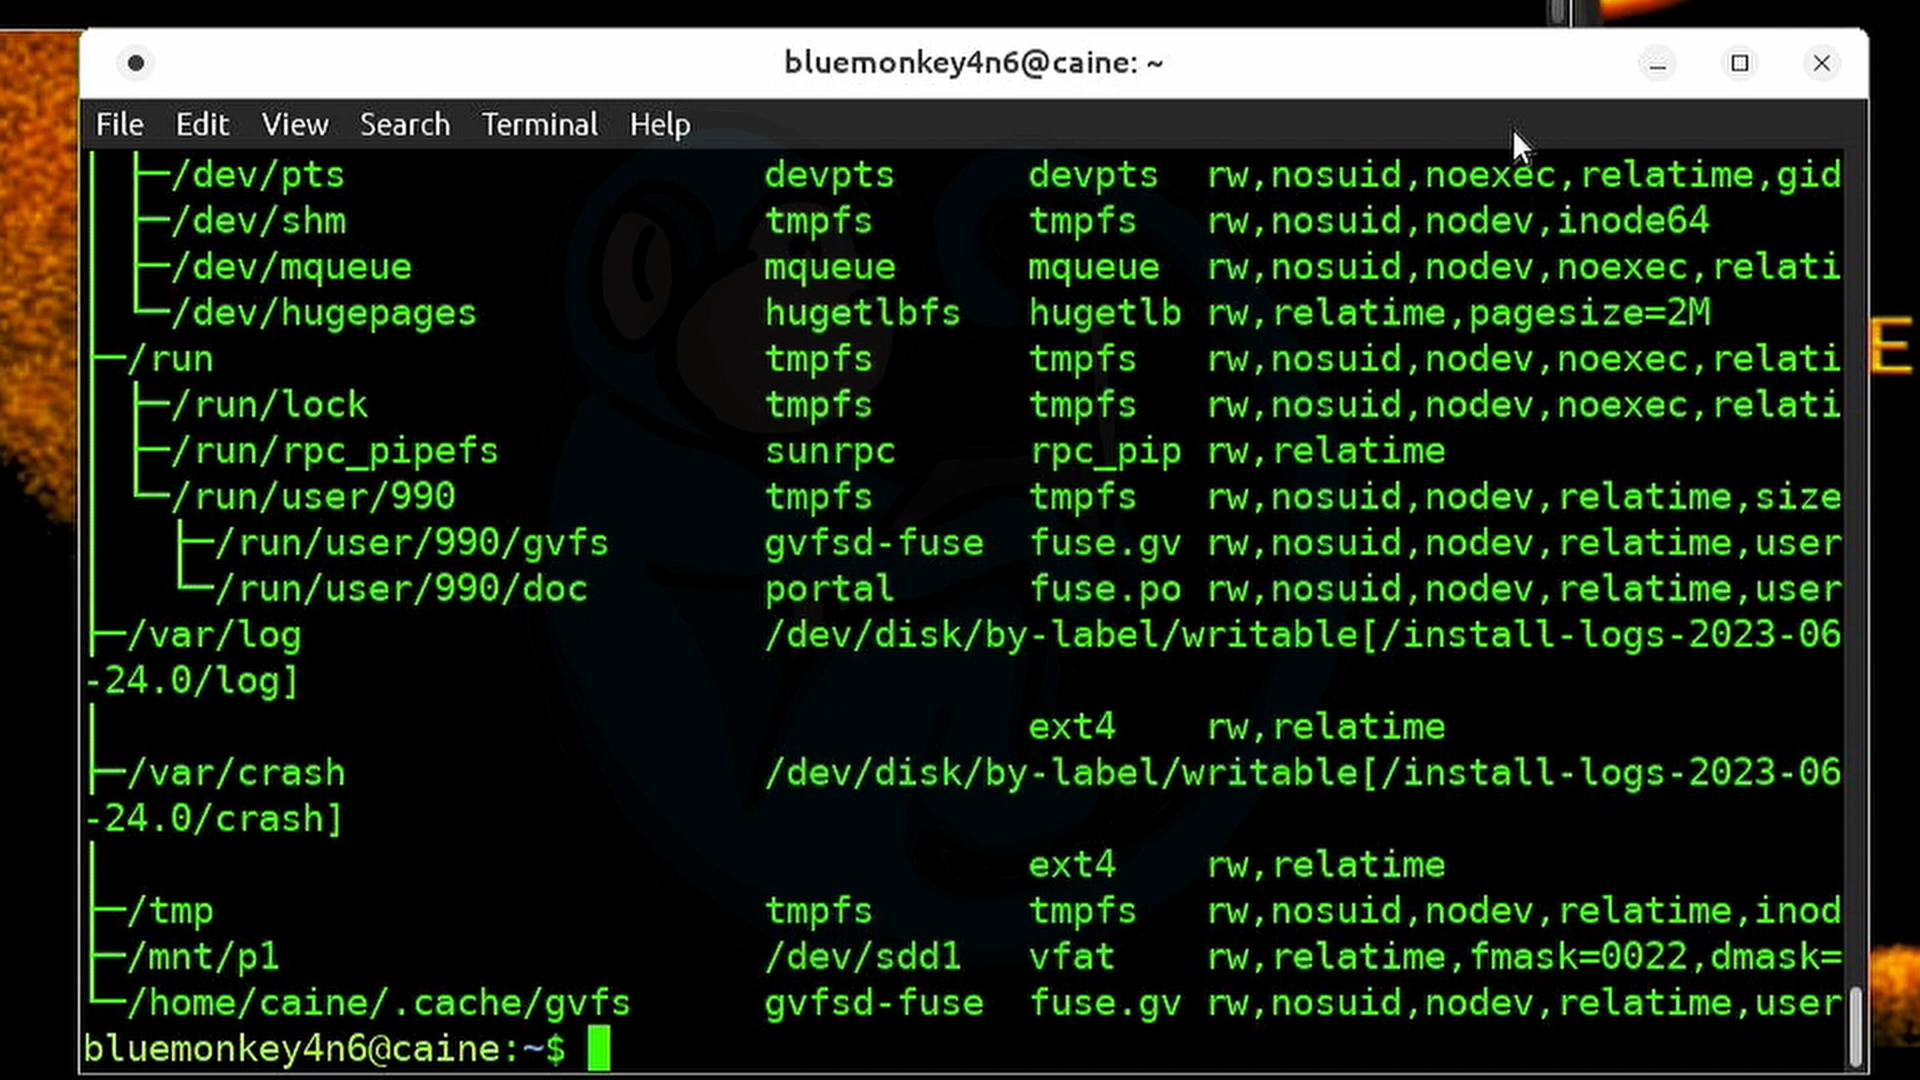 bluemonkey4n6@caine: ~
File Edit View Search Terminal Help
│ ├─/dev/pts devpts devpts rw,nosuid,noexec,relatime,gid
│ ├─/dev/shm tmpfs tmpfs rw,nosuid,nodev,inode64
│ ├─/dev/mqueue mqueue mqueue rw,nosuid,nodev,noexec,relati
│ └─/dev/hugepages hugetlbfs hugetlb rw,relatime,pagesize=2M
├─/run tmpfs tmpfs rw,nosuid,nodev,noexec,relati
│ ├─/run/lock tmpfs tmpfs rw,nosuid,nodev,noexec,relati
│ ├─/run/rpc_pipefs sunrpc rpc_pip rw,relatime
│ └─/run/user/990 tmpfs tmpfs rw,nosuid,nodev,relatime,size
│ ├─/run/user/990/gvfs gvfsd-fuse fuse.gv rw,nosuid,nodev,relatime,user
│ └─/run/user/990/doc portal fuse.po rw,nosuid,nodev,relatime,user
├─/var/log /dev/disk/by-label/writable[/install-logs-2023-06
-24.0/log]
│ ext4 rw,relatime
├─/var/crash /dev/disk/by-label/writable[/install-logs-2023-06
-24.0/crash]
│ ext4 rw,relatime
├─/tmp tmpfs tmpfs rw,nosuid,nodev,relatime,inod
├─/mnt/p1 /dev/sdd1 vfat rw,relatime,fmask=0022,dmask=
└─/home/caine/.cache/gvfs gvfsd-fuse fuse.gv rw,nosuid,nodev,relatime,user
bluemonkey4n6@caine:~$
E